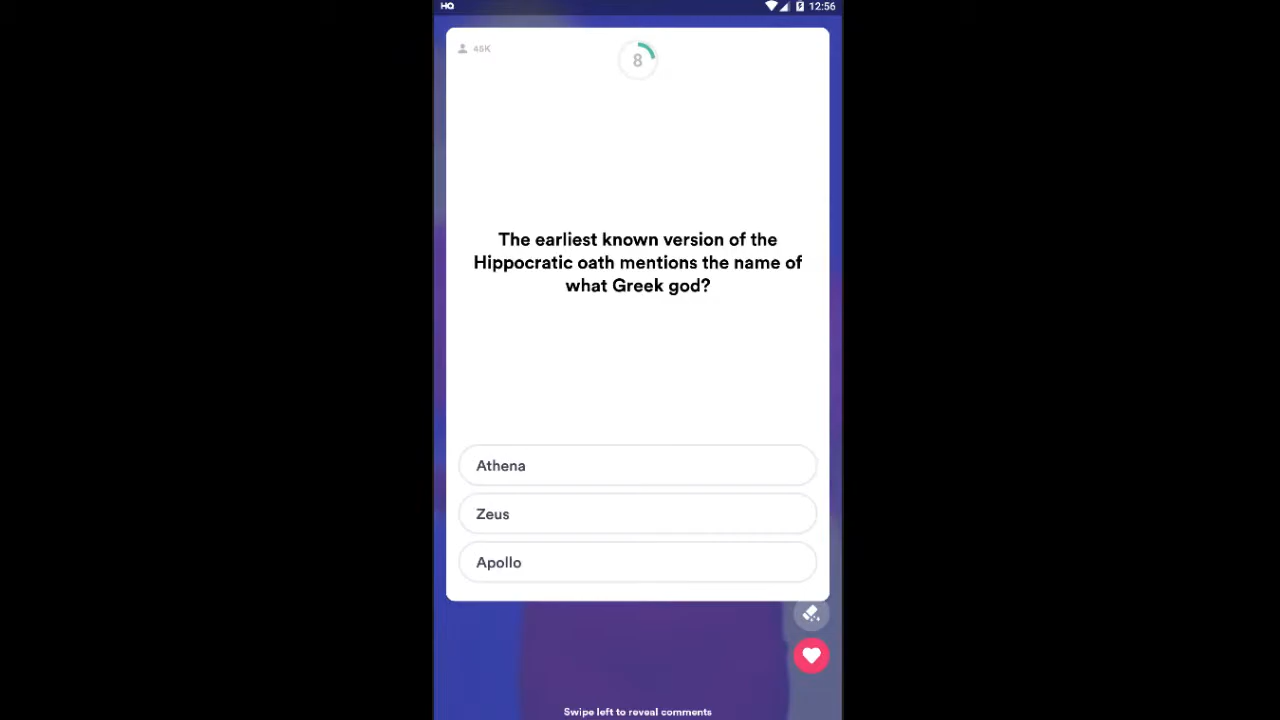 HQ
12:56
45K
8
The earliest known version of the
Hippocratic oath mentions the name of
what Greek god?
Athena
Zeus
Apollo
Swipe left to reveal comments